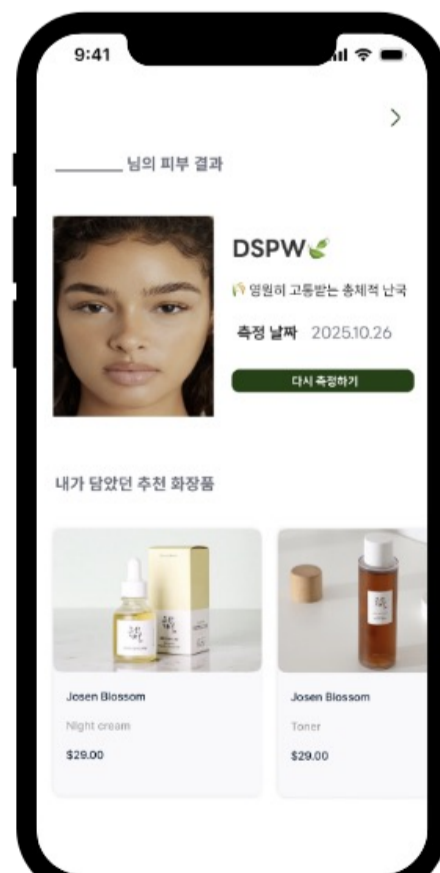 9:41
________ 님의 피부 결과
DSPW
영원히 고통받는 총체적 난국
측정 날짜 2025.10.26
다시 측정하기
내가 담았던 추천 화장품
Josen Blossom
Night cream
$29.00
Josen Blossom
Toner
$29.00